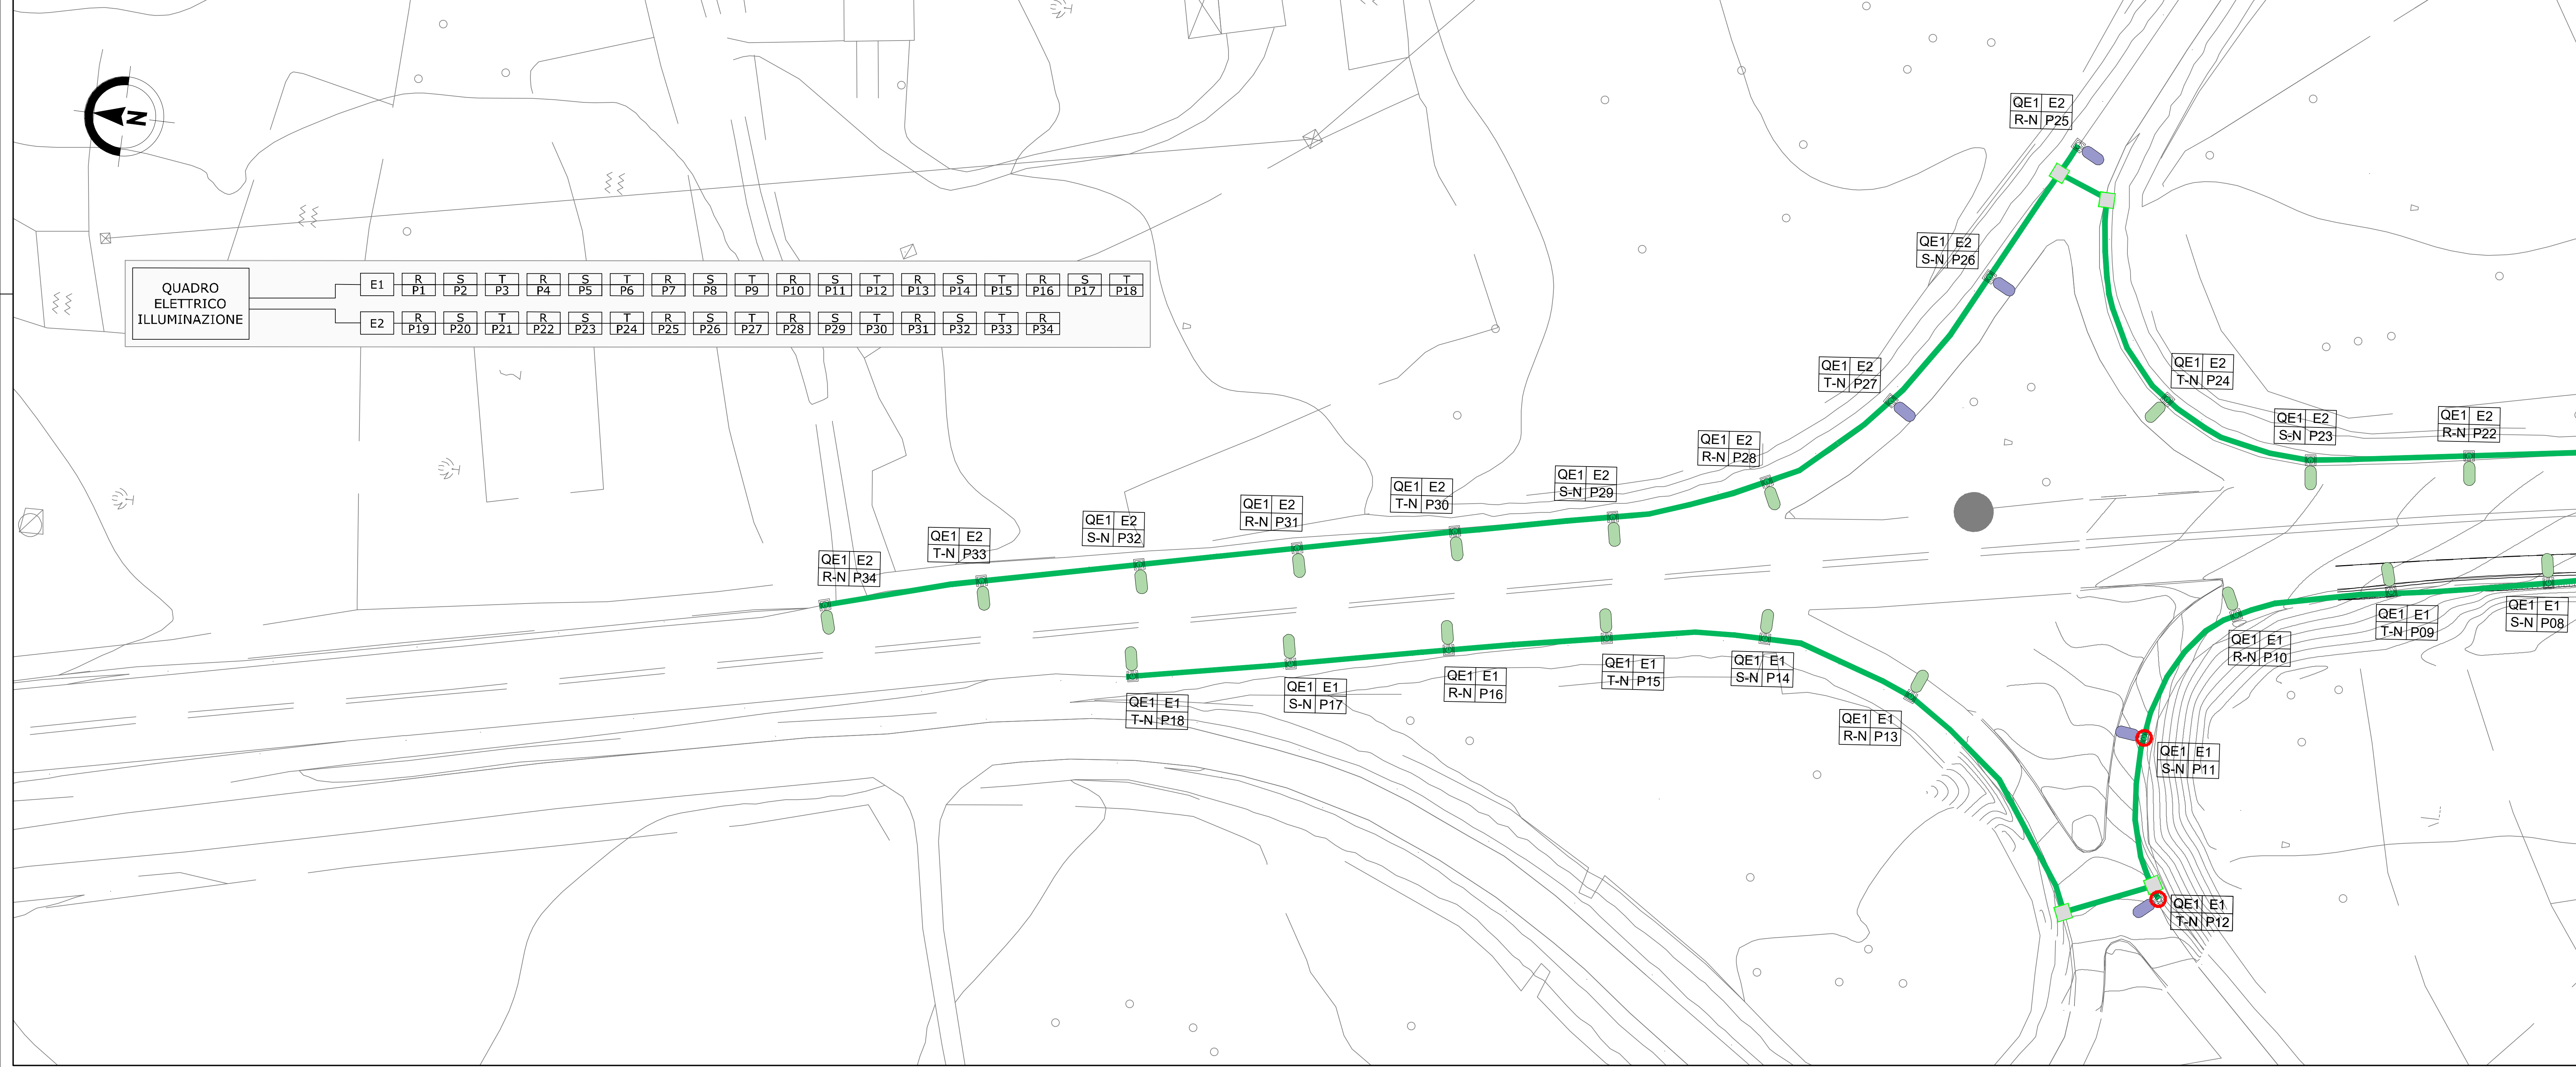 N
QUADRO
ELETTRICO
ILLUMINAZIONE
E1 R S T R S T R S T R S T R S T R S T
P1 P2 P3 P4 P5 P6 P7 P8 P9 P10 P11 P12 P13 P14 P15 P16 P17 P18
E2 R S T R S T R S T R S T R S T R
P19 P20 P21 P22 P23 P24 P25 P26 P27 P28 P29 P30 P31 P32 P33 P34
QE1 E2
R-N P25
QE1 E2
S-N P26
QE1 E2
T-N P27
QE1 E2
T-N P24
QE1 E2
S-N P23
QE1 E2
R-N P22
QE1 E2
R-N P28
QE1 E2
S-N P29
QE1 E2
T-N P30
QE1 E2
R-N P31
QE1 E2
S-N P32
QE1 E2
T-N P33
QE1 E2
R-N P34
QE1 E1
S-N P08
QE1 E1
T-N P09
QE1 E1
R-N P10
QE1 E1
S-N P14
QE1 E1
T-N P15
QE1 E1
R-N P16
QE1 E1
S-N P17
QE1 E1
T-N P18
QE1 E1
R-N P13
QE1 E1
S-N P11
QE1 E1
T-N P12